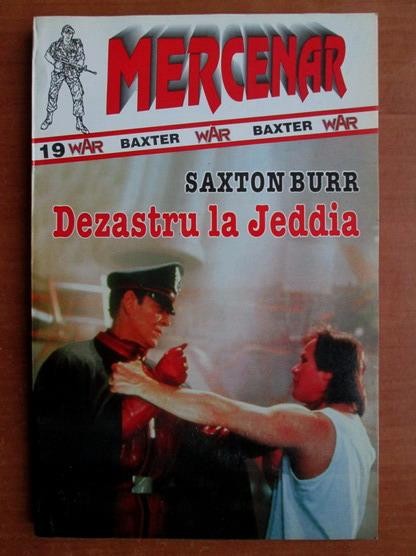 MERCENAR
19 WAR BAXTER WAR BAXTER WAR
SAXTON BURR
Dezastru la Jeddia